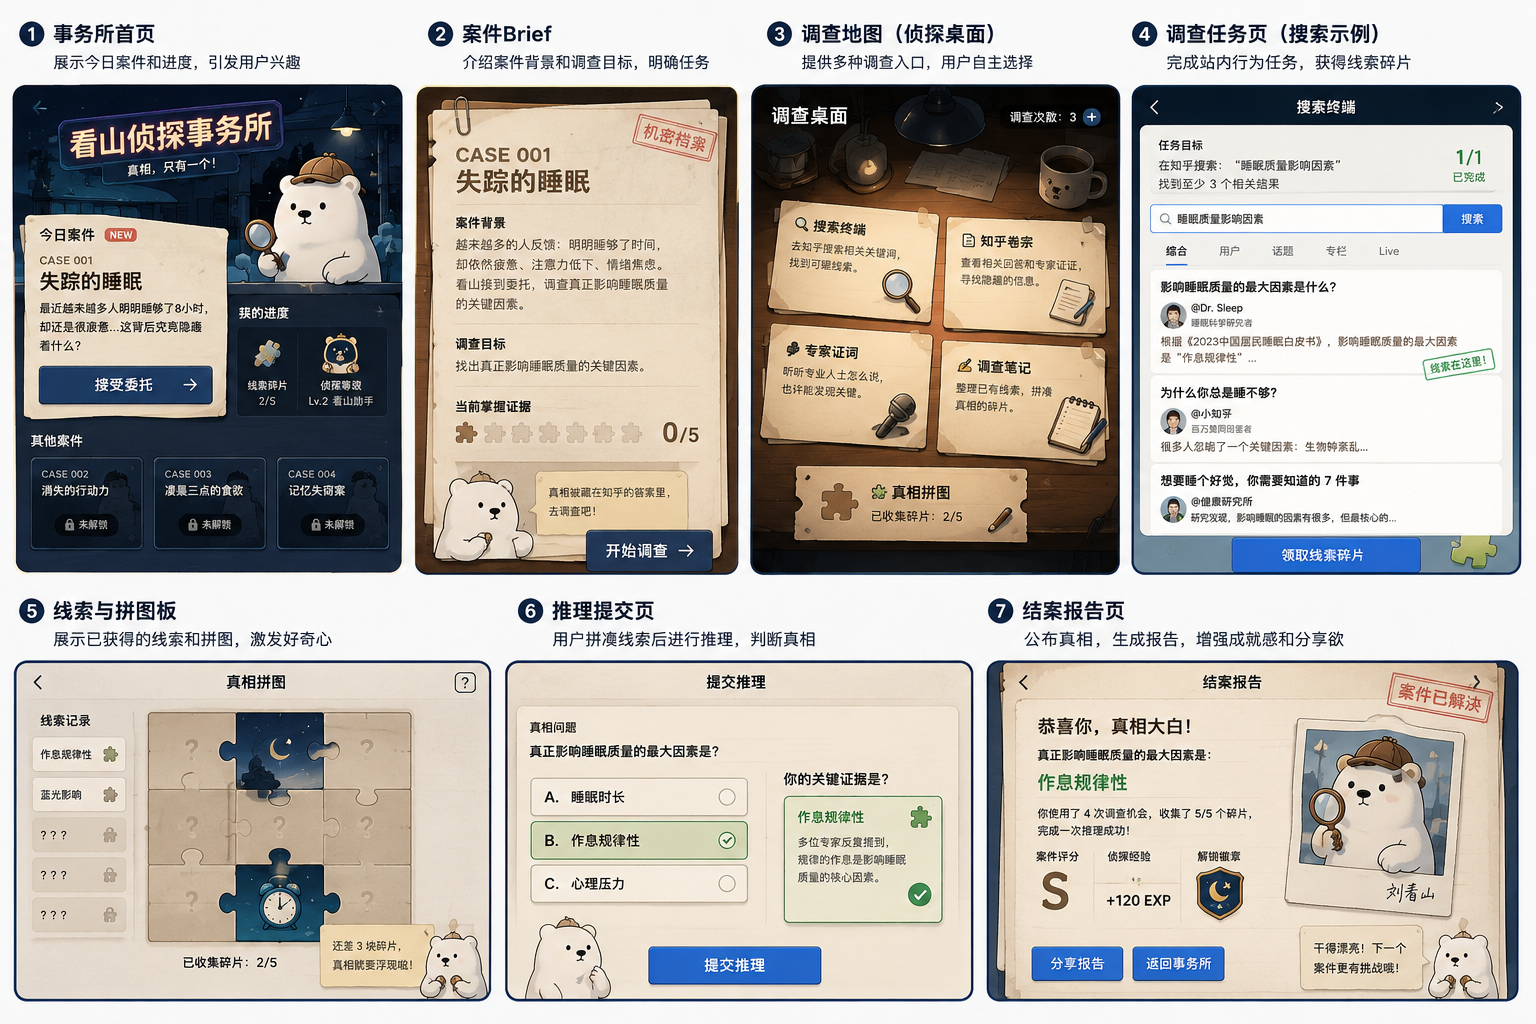 1 事务所首页
展示今日案件和进度，引发用户兴趣
看山侦探事务所
真相，只有一个！
今日案件 NEW
CASE 001
失踪的睡眠
最近越来越多人明明睡够了8小时，
却还是很疲惫...这背后究竟隐藏
着什么？
接受委托 →
我的进度
线索碎片
2/5
侦探等级
Lv.2 看山助手
其他案件
CASE 002
消失的行动力
未解锁
CASE 003
凌晨三点的食欲
未解锁
CASE 004
记忆失窃案
未解锁
2 案件Brief
介绍案件背景和调查目标，明确任务
机密档案
CASE 001
失踪的睡眠
案件背景
越来越多的人反馈：明明睡够了时间，
却依然疲惫、注意力低下、情绪焦虑。
看山接到委托，调查真正影响睡眠质量
的关键因素。
调查目标
找出真正影响睡眠质量的关键因素。
当前掌握证据
0/5
真相被藏在知乎的答案里，
去调查吧！
开始调查 →
3 调查地图（侦探桌面）
提供多种调查入口，用户自主选择
调查桌面
调查次数：3 +
搜索终端
去知乎搜索相关关键词，
找到可疑线索。
知乎卷宗
查看相关回答和专家证证，
寻找隐藏的信息。
专家证词
听听专业人士怎么说，
也许能发现关键。
调查笔记
整理已有线索，拼凑
真相的碎片。
真相拼图
已收集碎片：2/5
4 调查任务页（搜索示例）
完成站内行为任务，获得线索碎片
搜索终端
任务目标
在知乎搜索：“睡眠质量影响因素”
找到至少 3 个相关结果
1/1
已完成
睡眠质量影响因素
搜索
综合 用户 话题 专栏 Live
影响睡眠质量的最大因素是什么？
@Dr. Sleep
睡眠科学研究者
根据《2023中国居民睡眠白皮书》，影响睡眠质量的最大因素
是“作息规律性”...
线索在这里！
为什么你总是睡不够？
@小知乎
很多人忽略了一个关键因素：生物钟紊乱...
想要睡个好觉，你需要知道的 7 件事
@健康研究所
研究发现，影响睡眠的因素有很多，但最核心的...
领取线索碎片
5 线索与拼图板
展示已获得的线索和拼图，激发好奇心
真相拼图
?
线索记录
作息规律性
蓝光影响
? ? ?
? ? ?
? ? ?
? ?
? ? ?
? ?
已收集碎片：2/5
还差 3 块碎片，
真相就要浮现啦！
6 推理提交页
用户拼凑线索后进行推理，判断真相
提交推理
真相问题
真正影响睡眠质量的最大因素是？
A. 睡眠时长
B. 作息规律性
C. 心理压力
你的关键证据是？
作息规律性
多位专家反复提到，
规律的作息是影响睡眠
质量的核心因素。
提交推理
7 结案报告页
公布真相，生成报告，增强成就感和分享欲
结案报告
案件已解决
恭喜你，真相大白！
真正影响睡眠质量的最大因素是：
作息规律性
你使用了 4 次调查机会，收集了 5/5 个碎片，
完成一次推理成功！
案件评分
S
侦探经验
+120 EXP
解锁徽章
刘看山
分享报告
返回事务所
干得漂亮！下一个
案件更有挑战哦！